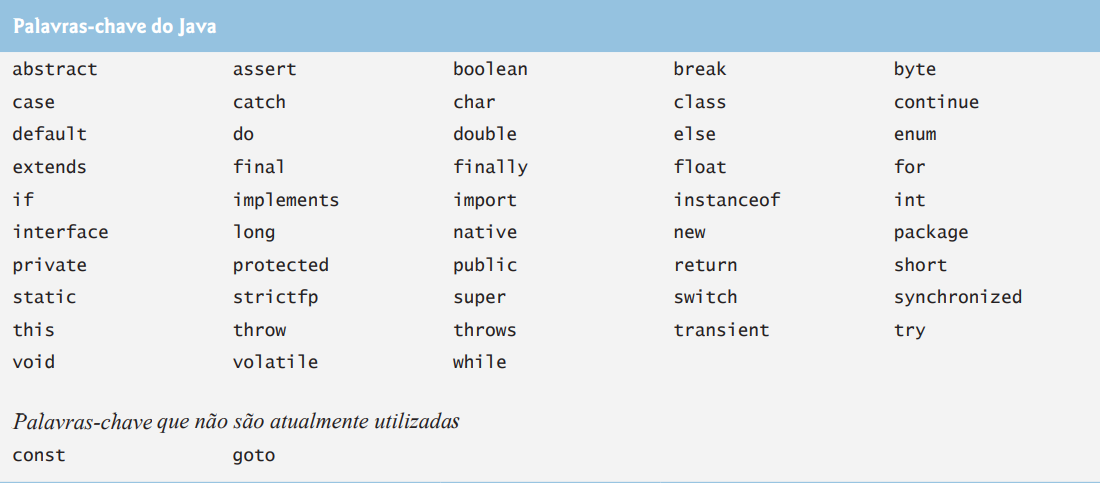 Palavras-chave do Java
abstract assert boolean break byte
case catch char class continue
default do double else enum
extends final finally float for
if implements import instanceof int
interface long native new package
private protected public return short
static strictfp super switch synchronized
this throw throws transient try
void volatile while
Palavras-chave que não são atualmente utilizadas
const goto